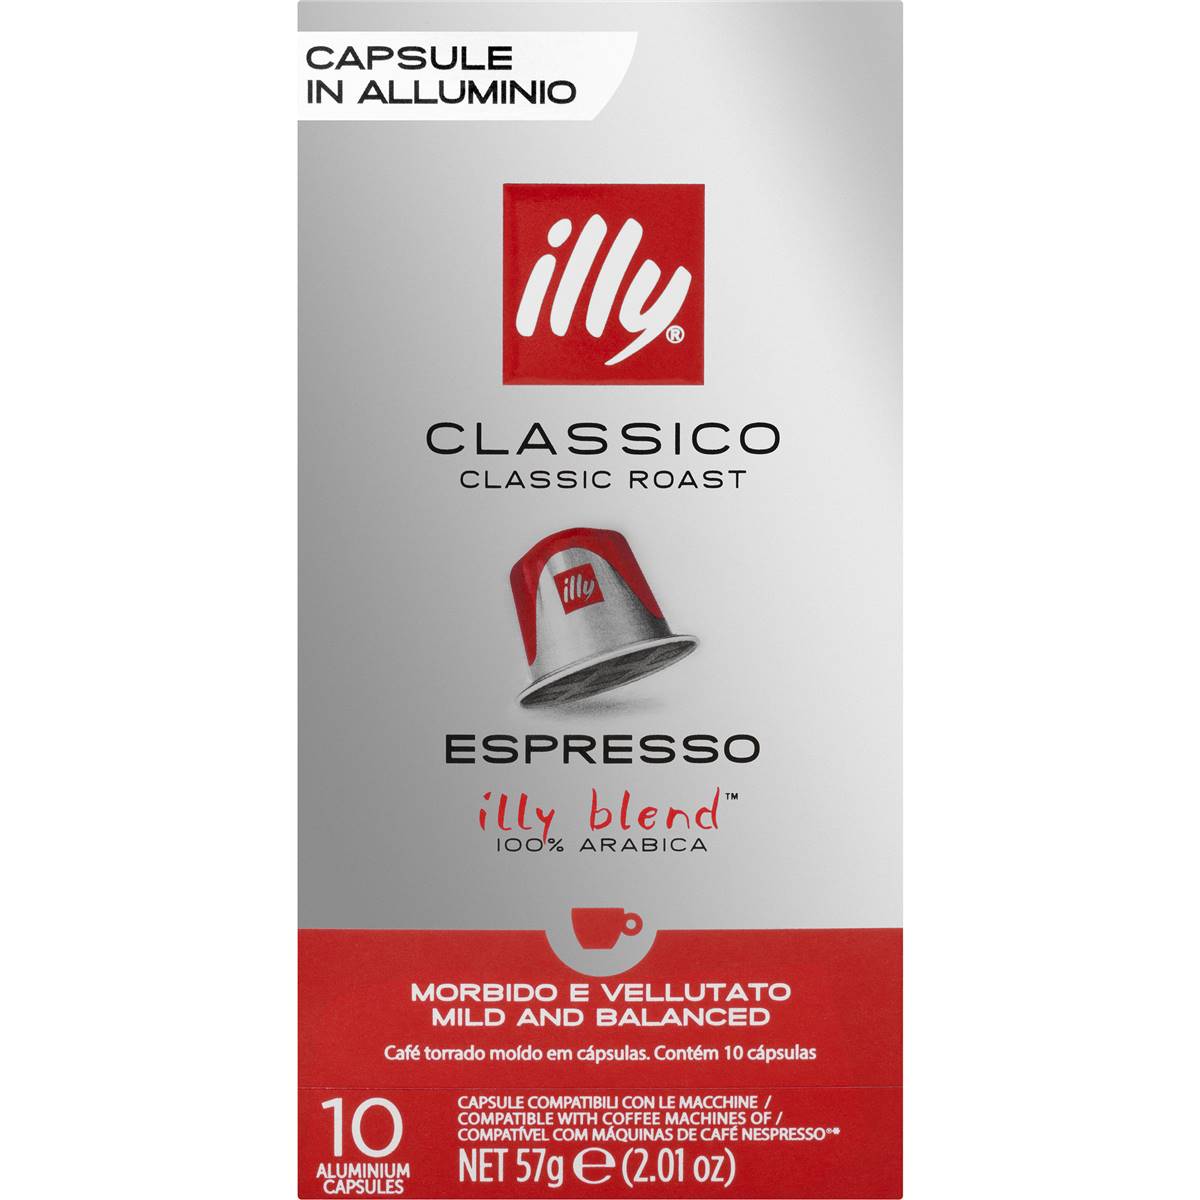 CAPSULE
IN ALLUMINIO
illy®
CLASSICO
CLASSIC ROAST
illy
ESPRESSO
illy blend™
100% ARABICA
MORBIDO E VELLUTATO
MILD AND BALANCED
Café torrado moído em cápsulas. Contém 10 cápsulas
10
ALUMINIUM
CAPSULES
CAPSULE COMPATIBILI CON LE MACCHINE /
COMPATIBLE WITH COFFEE MACHINES OF /
COMPATÍVEL COM MÁQUINAS DE CAFÉ NESPRESSO®*
NET 57g ℮ (2.01 oz)